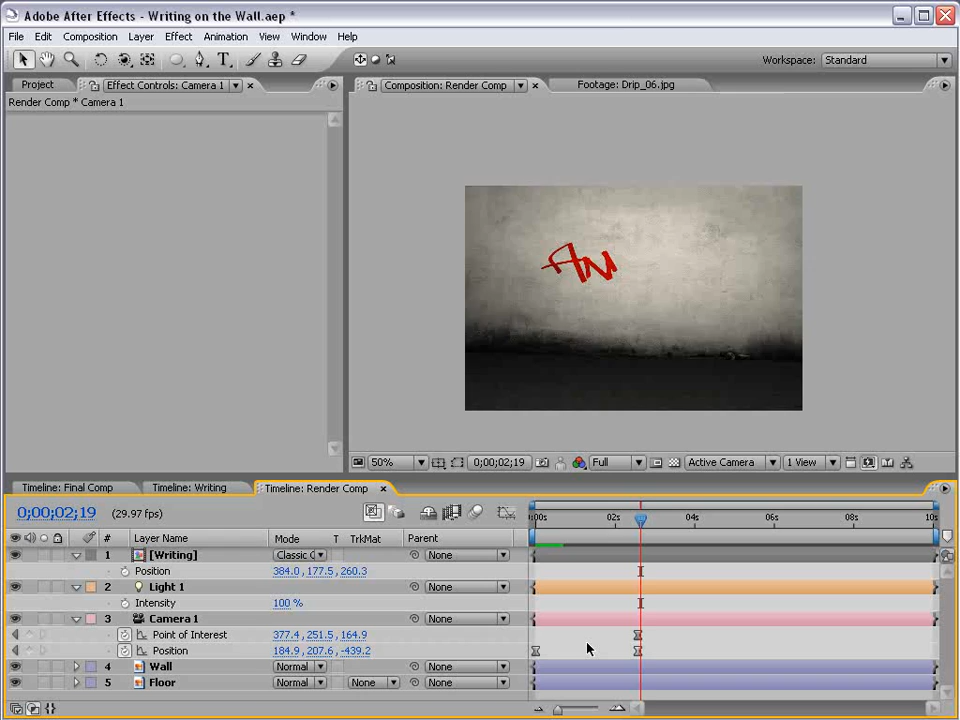 Adobe After Effects - Writing on the Wall.aep *
File Edit Composition Layer Effect Animation View Window Help
T Workspace: Standard
Project Effect Controls: Camera 1 Composition: Render Comp Footage: Drip_06.jpg
Render Comp * Camera 1
AN
50% 0;00;02;19 Full Active Camera 1 View
Timeline: Final Comp Timeline: Writing Timeline: Render Comp
0;00;02;19 (29.97 fps) :00s 02s 04s 06s 08s 10s
# Layer Name Mode T TrkMat Parent
1 [Writing] Classic C None
Position 384.0, 177.5, 260.3
2 Light 1 None
Intensity 100 %
3 Camera 1 None
Point of Interest 377.4, 251.5, 164.9
Position 184.9, 207.6, -439.2
4 Wall Normal None
5 Floor Normal None None